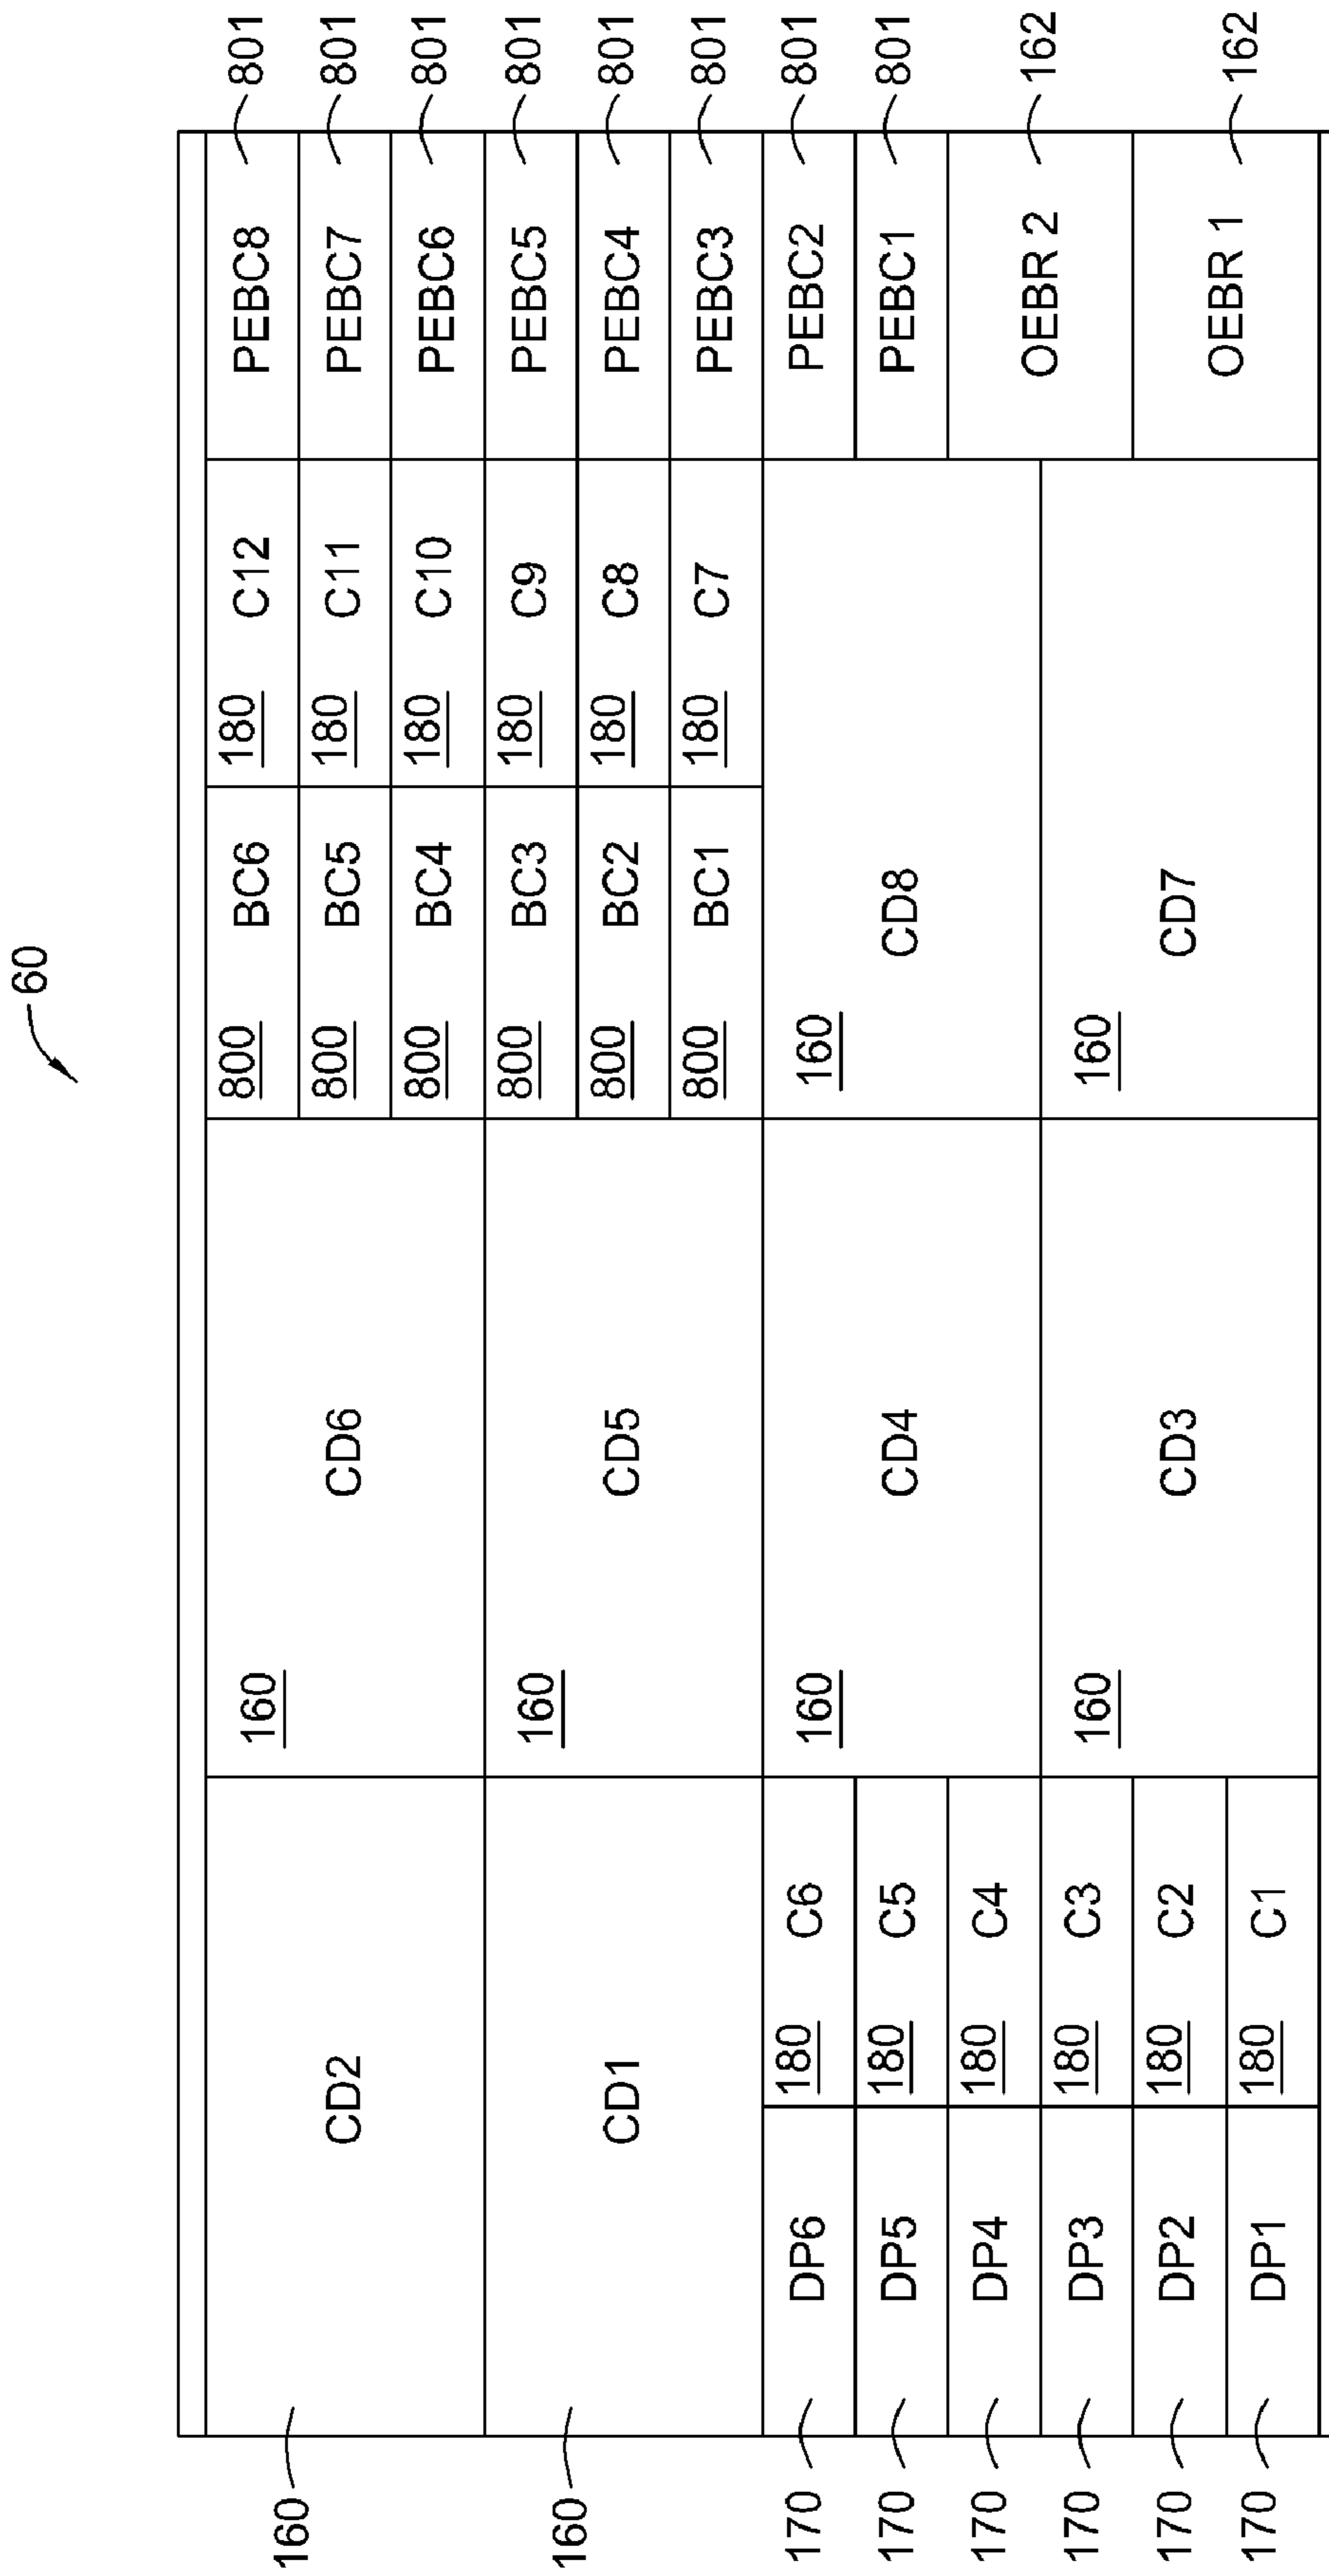 60
160 160 800 BC6 180 C12 PEBC8 801
CD2 CD6 800 BC5 180 C11 PEBC7 801
800 BC4 180 C10 PEBC6 801
160 160 800 BC3 180 C9 PEBC5 801
CD1 CD5 800 BC2 180 C8 PEBC4 801
800 BC1 180 C7 PEBC3 801
170 DP6 180 C6 160 160 PEBC2 801
170 DP5 180 C5 CD4 CD8 PEBC1 801
170 DP4 180 C4
OEBR 2 162
170 DP3 180 C3 160 160
170 DP2 180 C2 CD3 CD7
OEBR 1 162
170 DP1 180 C1